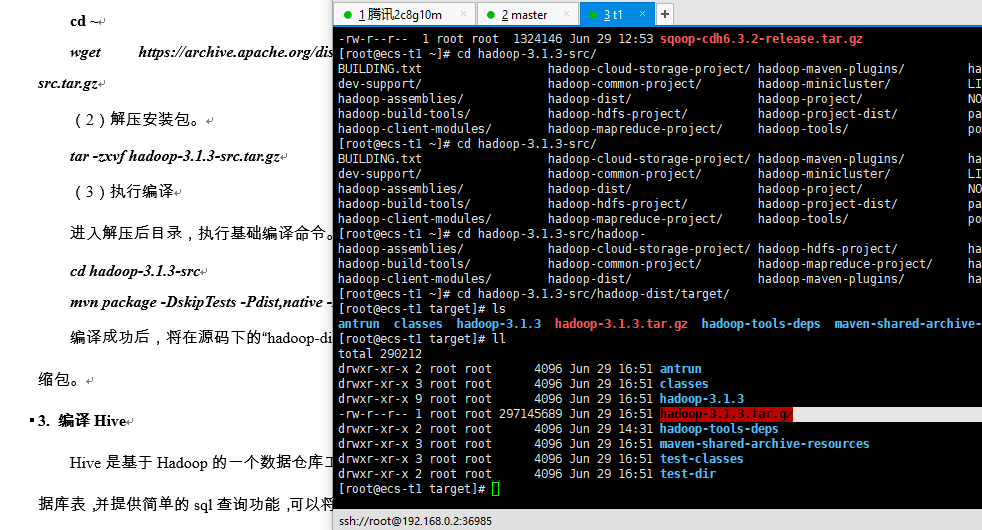 cd ~
wget https://archive.apache.org/dis
src.tar.gz
（2）解压安装包。
tar -zxvf hadoop-3.1.3-src.tar.gz
（3）执行编译
进入解压后目录，执行基础编译命令。
cd hadoop-3.1.3-src
mvn package -DskipTests -Pdist,native -
编译成功后，将在源码下的“hadoop-di
缩包。
3. 编译 Hive
Hive 是基于 Hadoop 的一个数据仓库工
据库表，并提供简单的 sql 查询功能，可以将
1 腾讯2c8g10m × 2 master × 3 t1 × +
-rw-r--r-- 1 root root 1324146 Jun 29 12:53 sqoop-cdh6.3.2-release.tar.gz
[root@ecs-t1 ~]# cd hadoop-3.1.3-src/
BUILDING.txt hadoop-cloud-storage-project/ hadoop-maven-plugins/ ha
dev-support/ hadoop-common-project/ hadoop-minicluster/ LI
hadoop-assemblies/ hadoop-dist/ hadoop-project/ NO
hadoop-build-tools/ hadoop-hdfs-project/ hadoop-project-dist/ pa
hadoop-client-modules/ hadoop-mapreduce-project/ hadoop-tools/ po
[root@ecs-t1 ~]# cd hadoop-3.1.3-src/
BUILDING.txt hadoop-cloud-storage-project/ hadoop-maven-plugins/ ha
dev-support/ hadoop-common-project/ hadoop-minicluster/ LI
hadoop-assemblies/ hadoop-dist/ hadoop-project/ NO
hadoop-build-tools/ hadoop-hdfs-project/ hadoop-project-dist/ pa
hadoop-client-modules/ hadoop-mapreduce-project/ hadoop-tools/ po
[root@ecs-t1 ~]# cd hadoop-3.1.3-src/hadoop-
hadoop-assemblies/ hadoop-cloud-storage-project/ hadoop-hdfs-project/ ha
hadoop-build-tools/ hadoop-common-project/ hadoop-mapreduce-project/ ha
hadoop-client-modules/ hadoop-dist/ hadoop-maven-plugins/ ha
[root@ecs-t1 ~]# cd hadoop-3.1.3-src/hadoop-dist/target/
[root@ecs-t1 target]# ls
antrun classes hadoop-3.1.3 hadoop-3.1.3.tar.gz hadoop-tools-deps maven-shared-archive-
[root@ecs-t1 target]# ll
total 290212
drwxr-xr-x 2 root root 4096 Jun 29 16:51 antrun
drwxr-xr-x 3 root root 4096 Jun 29 16:51 classes
drwxr-xr-x 9 root root 4096 Jun 29 16:51 hadoop-3.1.3
-rw-r--r-- 1 root root 297145689 Jun 29 16:51 hadoop-3.1.3.tar.gz
drwxr-xr-x 2 root root 4096 Jun 29 14:31 hadoop-tools-deps
drwxr-xr-x 3 root root 4096 Jun 29 16:51 maven-shared-archive-resources
drwxr-xr-x 3 root root 4096 Jun 29 16:51 test-classes
drwxr-xr-x 2 root root 4096 Jun 29 16:51 test-dir
[root@ecs-t1 target]#
ssh://root@192.168.0.2:36985